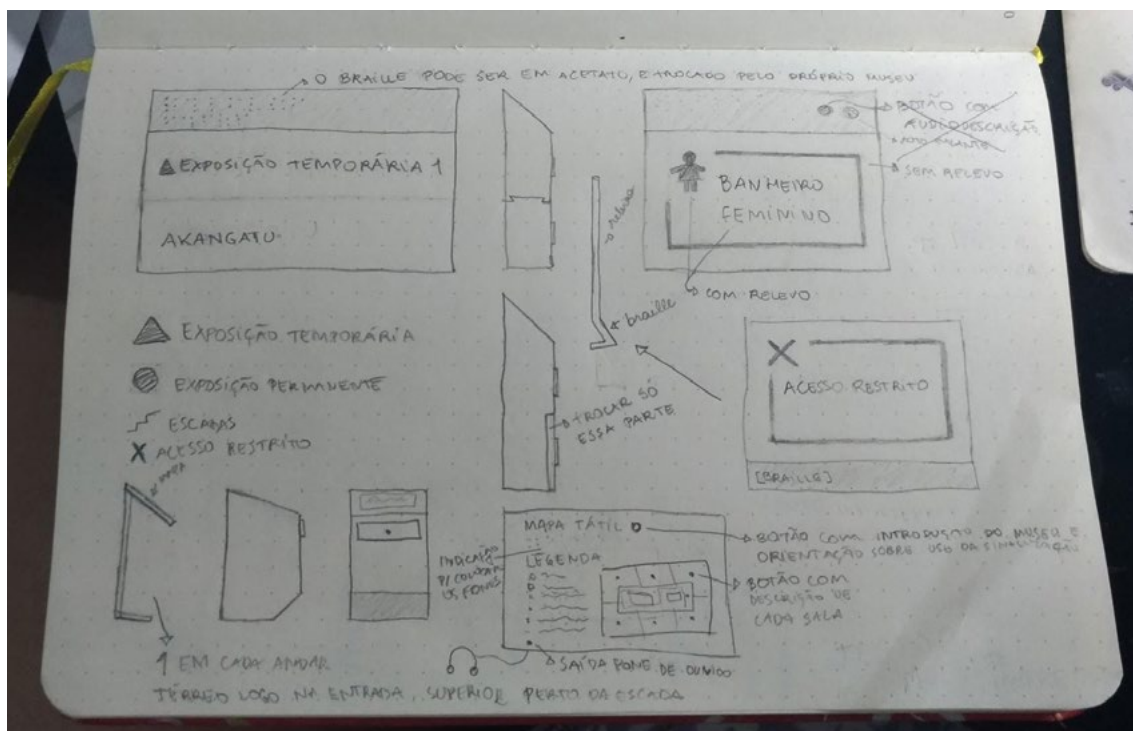 O BRAILLE PODE SER EM ACETATO, E TROCADO PELO PRÓPRIO MUSEU
EXPOSIÇÃO TEMPORÁRIA 1
AKANGATU
BOTÃO COM
AUDIODESCRIÇÃO
SEM RELEVO
BANHEIRO
FEMININO
COM RELEVO
relevo
braille
EXPOSIÇÃO TEMPORÁRIA
EXPOSIÇÃO PERMANENTE
ESCADAS
X ACESSO RESTRITO
MAPA
TROCAR SÓ
ESSA PARTE
X
ACESSO RESTRITO
[BRAILLE]
1 EM CADA ANDAR
TÉRREO LOGO NA ENTRADA, SUPERIOR PERTO DA ESCADA
MAPA TÁTIL
LEGENDA
BOTÃO COM INTRODUÇÃO DO MUSEU E
ORIENTAÇÃO SOBRE USO DA SINALIZAÇÃO
BOTÃO COM
DESCRIÇÃO DE
CADA SALA
SAÍDA FONE DE OUVIDO